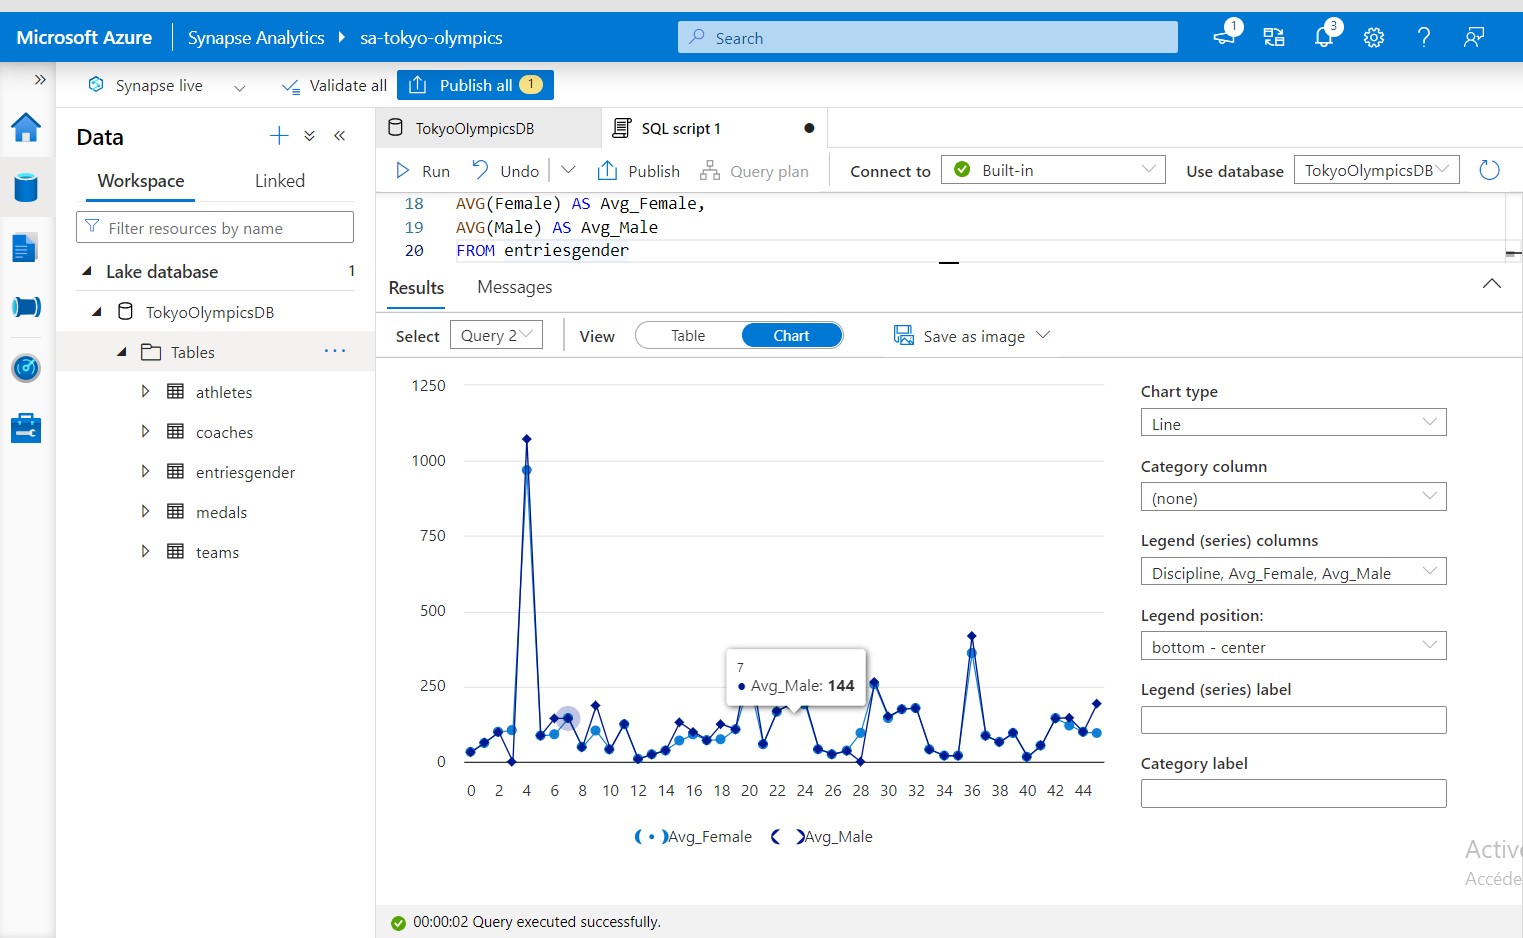 Microsoft Azure
Synapse Analytics
sa-tokyo-olympics
Search
1
3
Synapse live
Validate all
Publish all 1
Data
Workspace
Linked
Filter resources by name
Lake database 1
TokyoOlympicsDB
Tables
athletes
coaches
entriesgender
medals
teams
TokyoOlympicsDB
SQL script 1
Run
Undo
Publish
Query plan
Connect to
Built-in
Use database
TokyoOlympicsDB
18 AVG(Female) AS Avg_Female,
19 AVG(Male) AS Avg_Male
20 FROM entriesgender
Results
Messages
Select
Query 2
View
Table
Chart
Save as image
1250
1000
750
500
250
0
7
Avg_Male: 144
0 2 4 6 8 10 12 14 16 18 20 22 24 26 28 30 32 34 36 38 40 42 44
Avg_Female
Avg_Male
Chart type
Line
Category column
(none)
Legend (series) columns
Discipline, Avg_Female, Avg_Male
Legend position:
bottom - center
Legend (series) label
Category label
Active
Accéde
00:00:02 Query executed successfully.